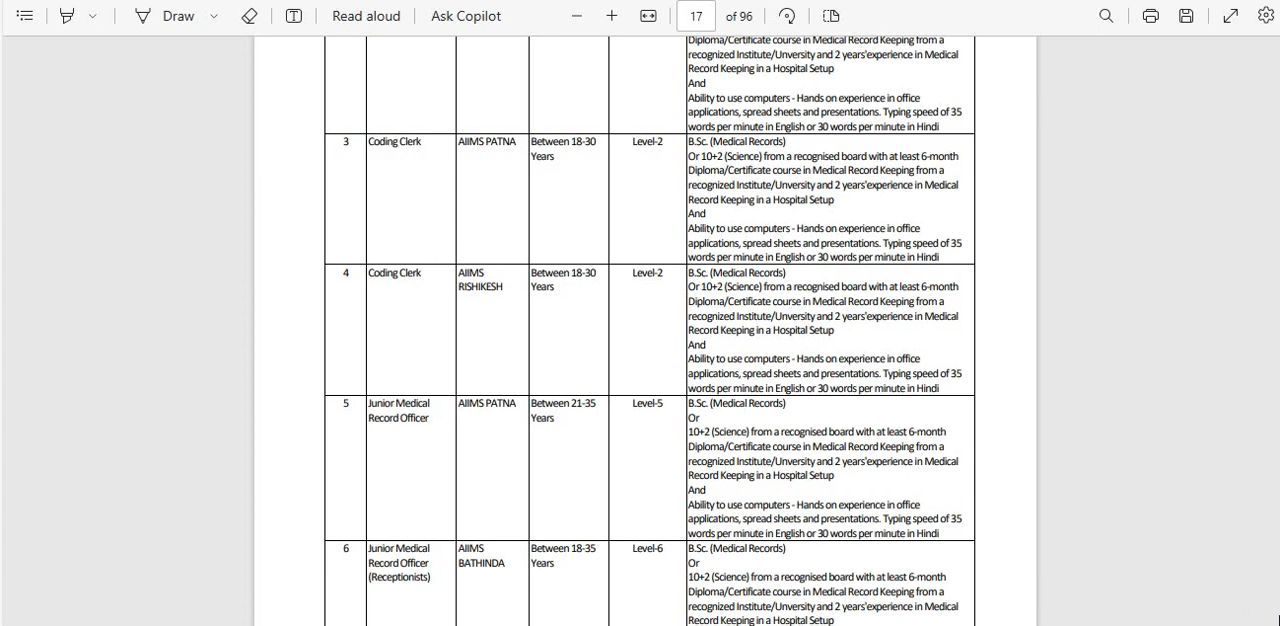 Draw
Read aloud
Ask Copilot
17
of 96
Diploma/Certificate course in Medical Record Keeping from a
recognized Institute/Unversity and 2 years'experience in Medical
Record Keeping in a Hospital Setup
And
Ability to use computers - Hands on experience in office
applications, spread sheets and presentations. Typing speed of 35
words per minute in English or 30 words per minute in Hindi
3
Coding Clerk
AIIMS PATNA
Between 18-30
Years
Level-2
B.Sc. (Medical Records)
Or 10+2 (Science) from a recognised board with at least 6-month
Diploma/Certificate course in Medical Record Keeping from a
recognized Institute/Unversity and 2 years'experience in Medical
Record Keeping in a Hospital Setup
And
Ability to use computers - Hands on experience in office
applications, spread sheets and presentations. Typing speed of 35
words per minute in English or 30 words per minute in Hindi
4
Coding Clerk
AIIMS
RISHIKESH
Between 18-30
Years
Level-2
B.Sc. (Medical Records)
Or 10+2 (Science) from a recognised board with at least 6-month
Diploma/Certificate course in Medical Record Keeping from a
recognized Institute/Unversity and 2 years'experience in Medical
Record Keeping in a Hospital Setup
And
Ability to use computers - Hands on experience in office
applications, spread sheets and presentations. Typing speed of 35
words per minute in English or 30 words per minute in Hindi
5
Junior Medical
Record Officer
AIIMS PATNA
Between 21-35
Years
Level-5
B.Sc. (Medical Records)
Or
10+2 (Science) from a recognised board with at least 6-month
Diploma/Certificate course in Medical Record Keeping from a
recognized Institute/Unversity and 2 years'experience in Medical
Record Keeping in a Hospital Setup
And
Ability to use computers - Hands on experience in office
applications, spread sheets and presentations. Typing speed of 35
words per minute in English or 30 words per minute in Hindi
6
Junior Medical
Record Officer
(Receptionists)
AIIMS
BATHINDA
Between 18-35
Years
Level-6
B.Sc. (Medical Records)
Or
10+2 (Science) from a recognised board with at least 6-month
Diploma/Certificate course in Medical Record Keeping from a
recognized Institute/Unversity and 2 years'experience in Medical
Record Keeping in a Hospital Setup